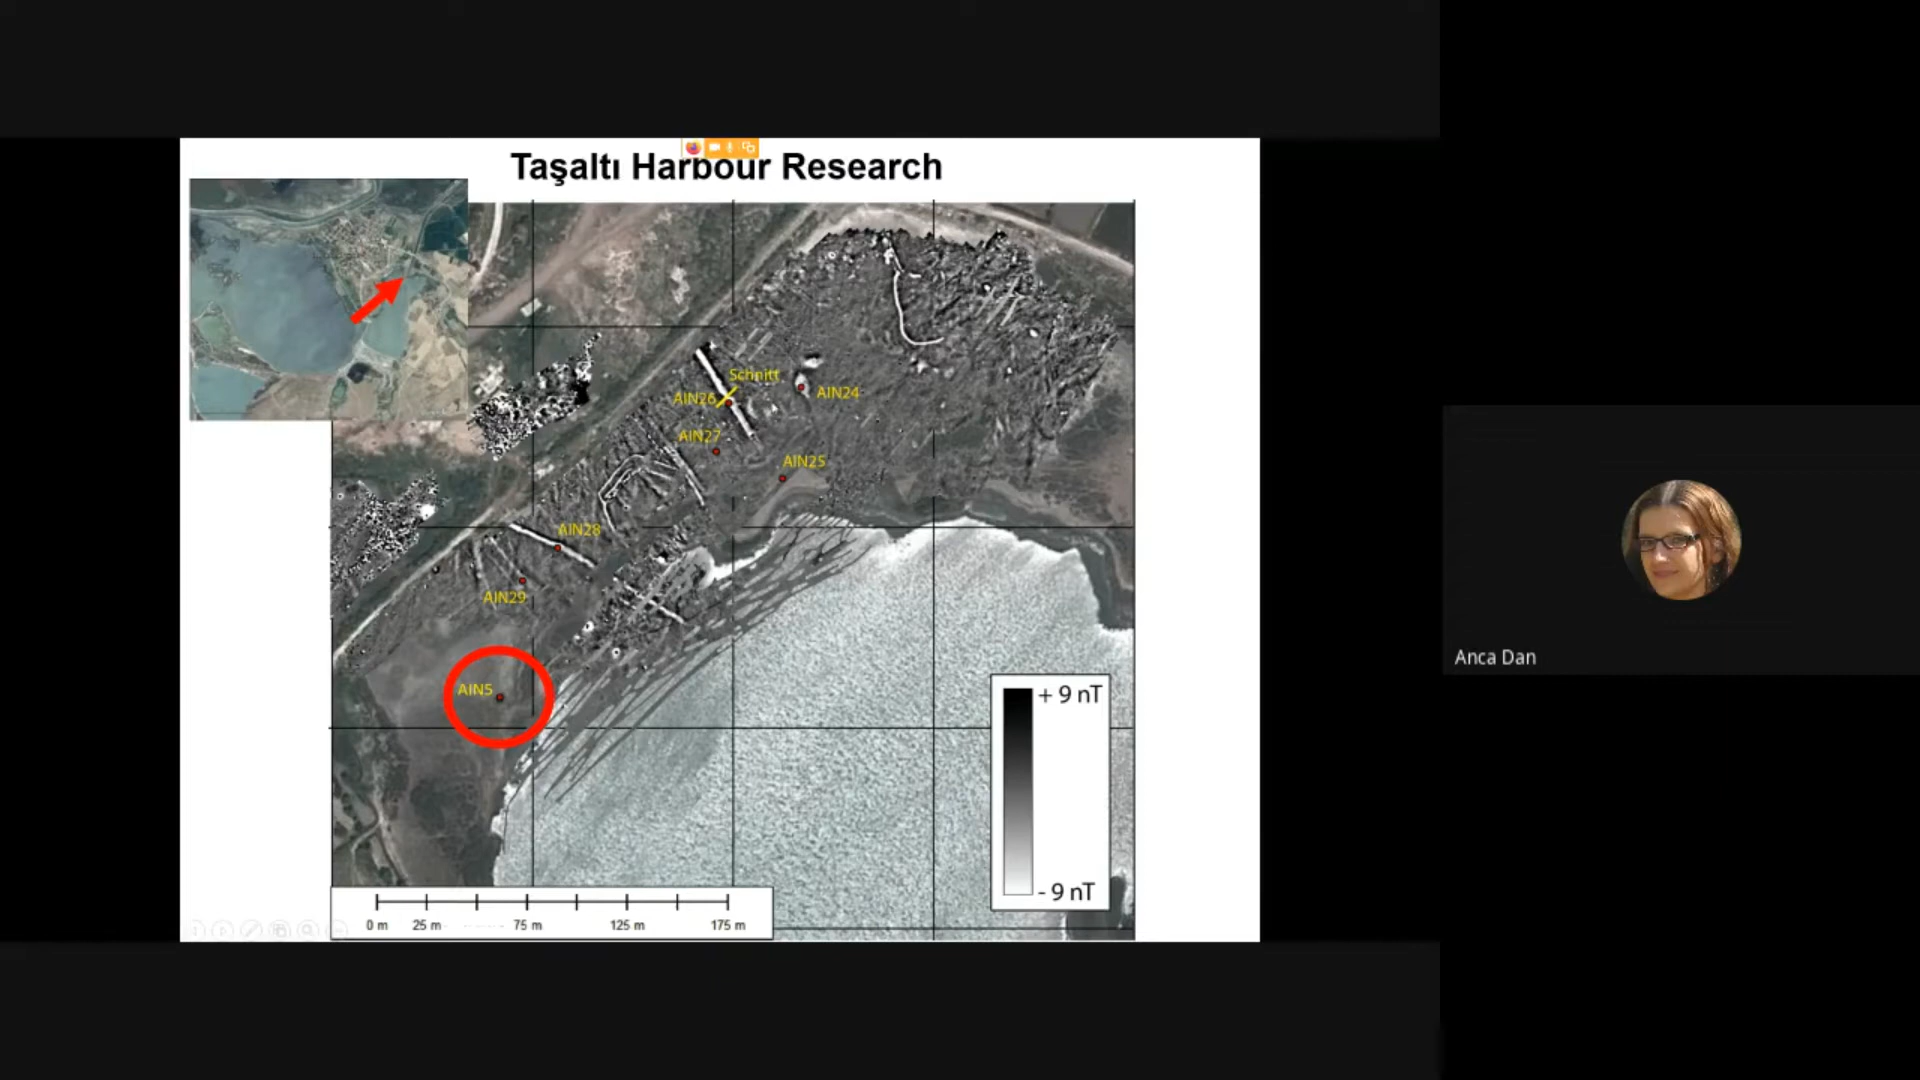 Taşaltı Harbour Research
Schnitt
AIN26
AIN24
AIN27
AIN25
AIN28
AIN29
AIN5
+ 9 nT
- 9 nT
0 m 25 m 75 m 125 m 175 m
Anca Dan